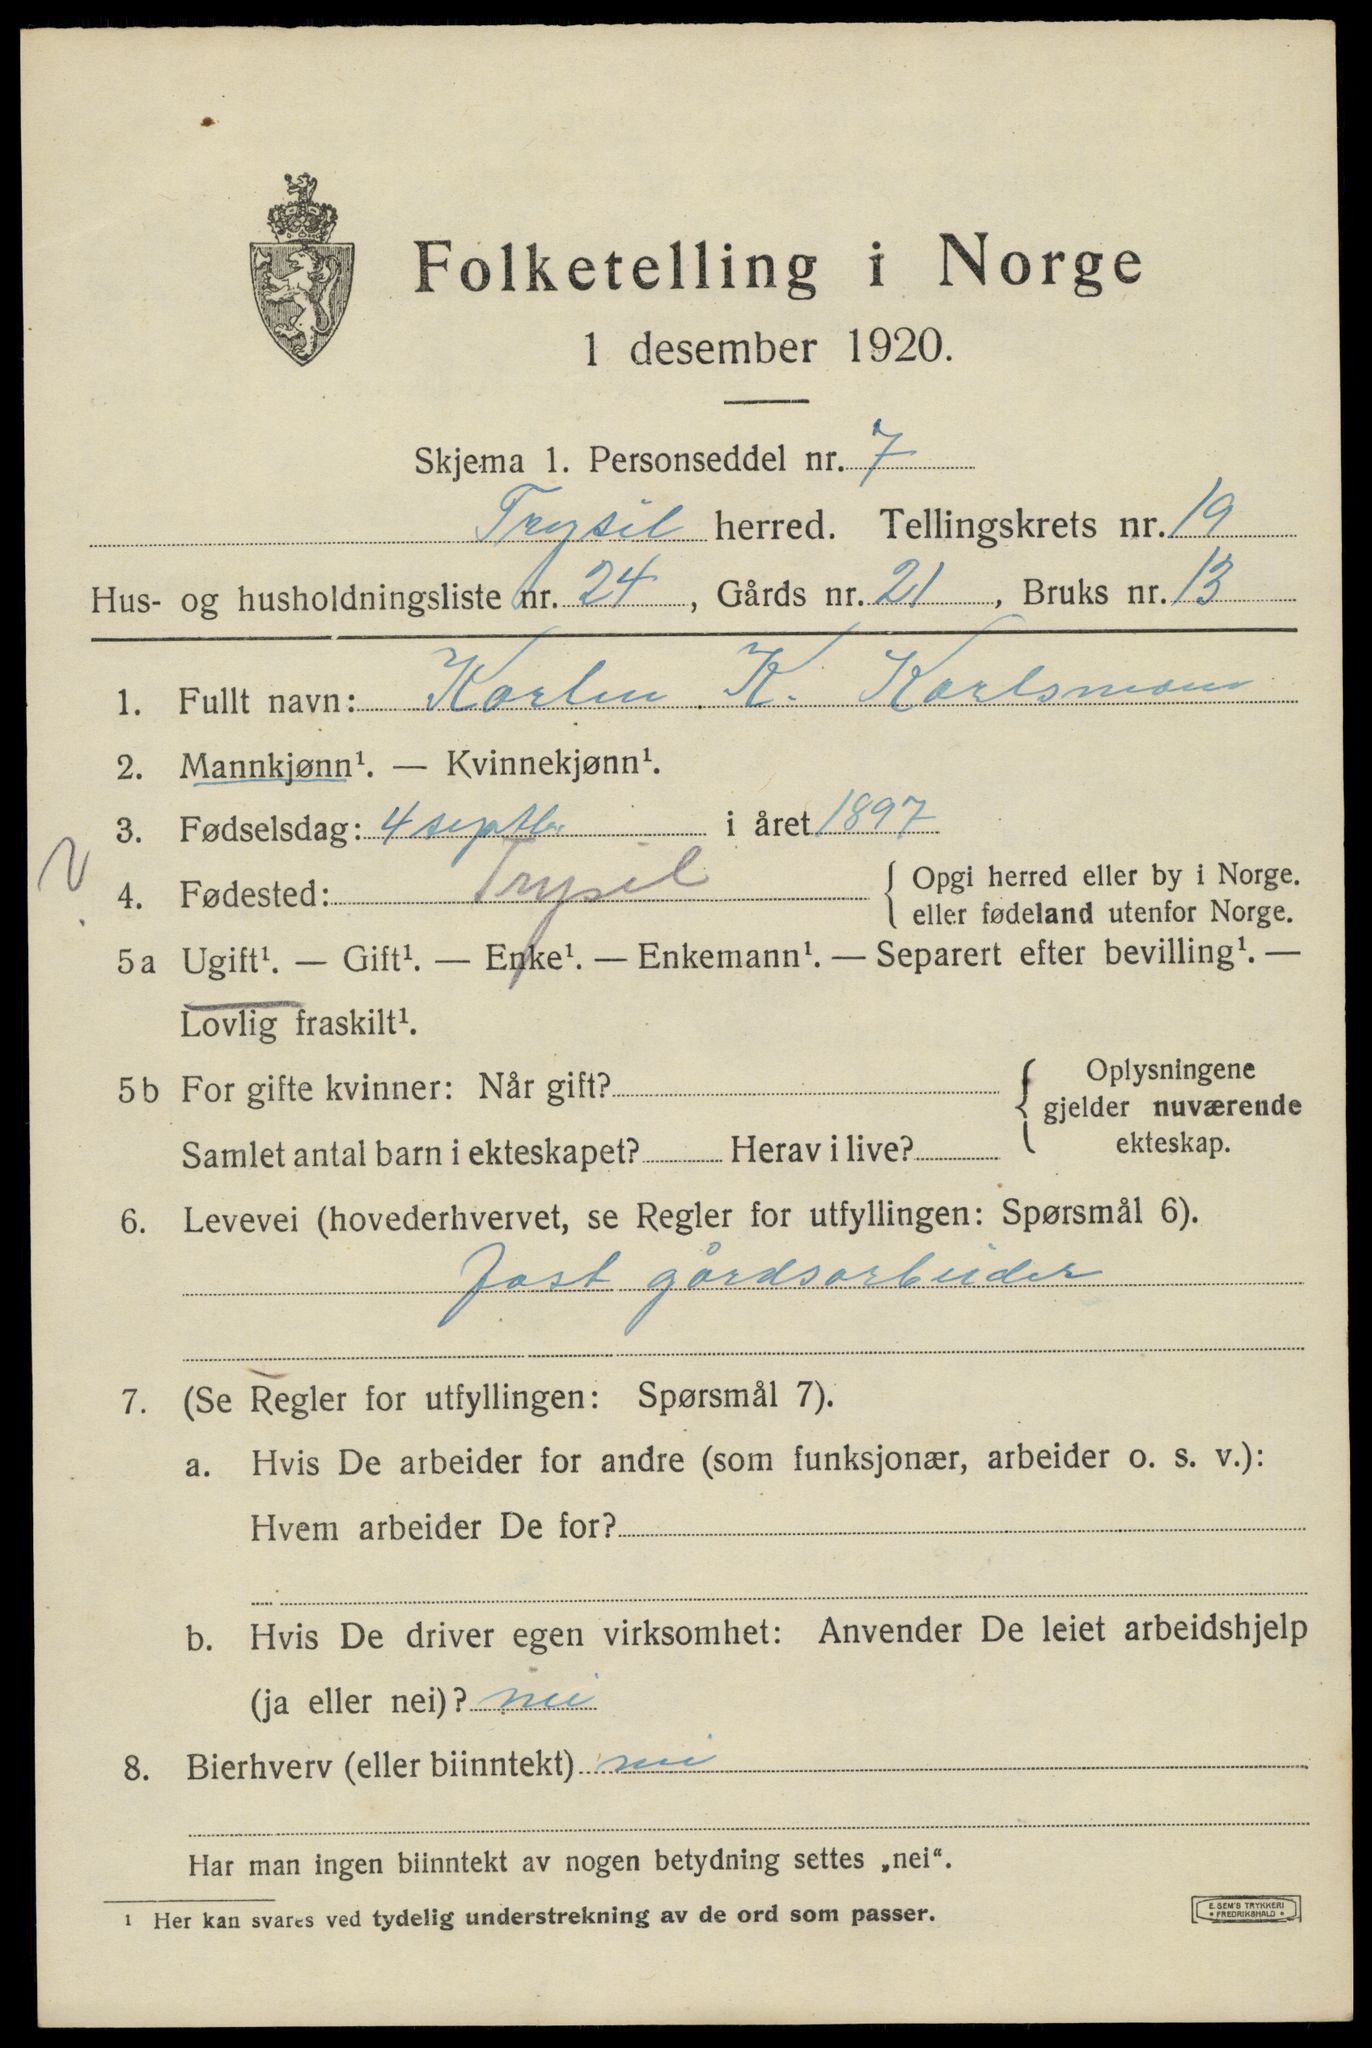 Folketelling i Norge
1 desember 1920.
Skjema 1. Personseddel nr. 7
Trysil herred. Tellingskrets nr. 19
Hus- og husholdningsliste nr. 24, Gårds nr. 21, Bruks nr. 13
1. Fullt navn: K. Karlsmoen
2. Mannkjønn¹. — Kvinnekjønn¹.
3. Fødselsdag: 4 septbr i året 1897
4. Fødested: Trysil { Opgi herred eller by i Norge.
eller fødeland utenfor Norge.
5a Ugift¹. — Gift¹. — Enke¹. — Enkemann¹. — Separert efter bevilling¹. —
Lovlig fraskilt¹.
5b For gifte kvinner: Når gift? { Oplysningene
gjelder nuværende
ekteskap.
Samlet antal barn i ekteskapet? Herav i live?
6. Levevei (hovederhvervet, se Regler for utfyllingen: Spørsmål 6).
fast gårdsarbeider
7. (Se Regler for utfyllingen: Spørsmål 7).
a. Hvis De arbeider for andre (som funksjonær, arbeider o. s. v.):
Hvem arbeider De for?
b. Hvis De driver egen virksomhet: Anvender De leiet arbeidshjelp
(ja eller nei)? nei
8. Bierhverv (eller biinntekt) nei
Har man ingen biinntekt av nogen betydning settes „nei“.
¹ Her kan svares ved tydelig understrekning av de ord som passer.
E. SEM'S TRYKKERI
• FREDRIKSHALD •